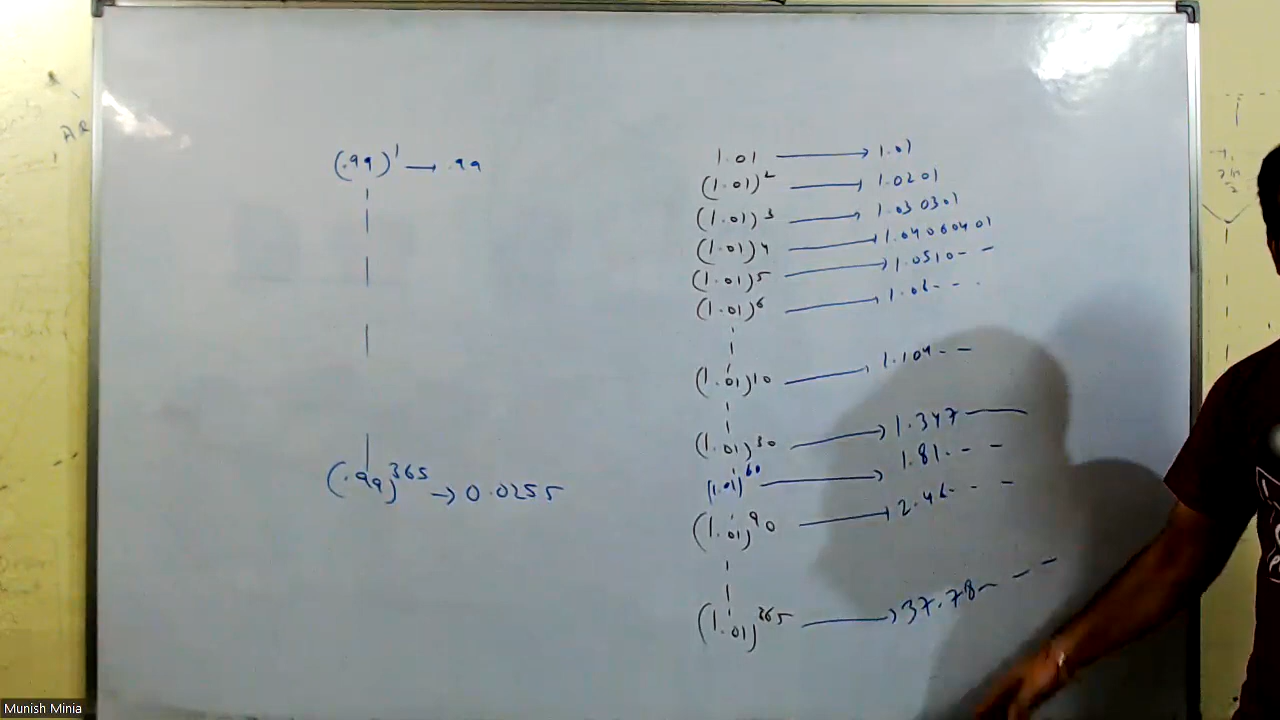 (.99)¹ → .99
(.99)³⁶⁵ → 0.0255
1.01 → 1.01
(1.01)² → 1.0201
(1.01)³ → 1.030301
(1.01)⁴ → 1.04060401
(1.01)⁵ → 1.0510- -
(1.01)⁶ → 1.06- - -
(1.01)¹⁰ → 1.104- -
(1.01)³⁰ → 1.347—
(1.01)⁶⁰ → 1.81- - -
(1.01)⁹⁰ → 2.46- - -
(1.01)³⁶⁵ → 37.78- - -
Munish Minia